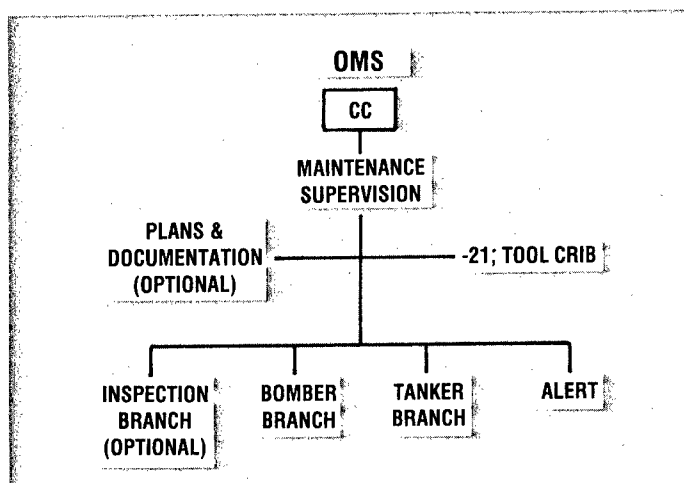 OMS
CC
MAINTENANCE
SUPERVISION
PLANS &
DOCUMENTATION
(OPTIONAL)
-21; TOOL CRIB
INSPECTION
BRANCH
(OPTIONAL)
BOMBER
BRANCH
TANKER
BRANCH
ALERT